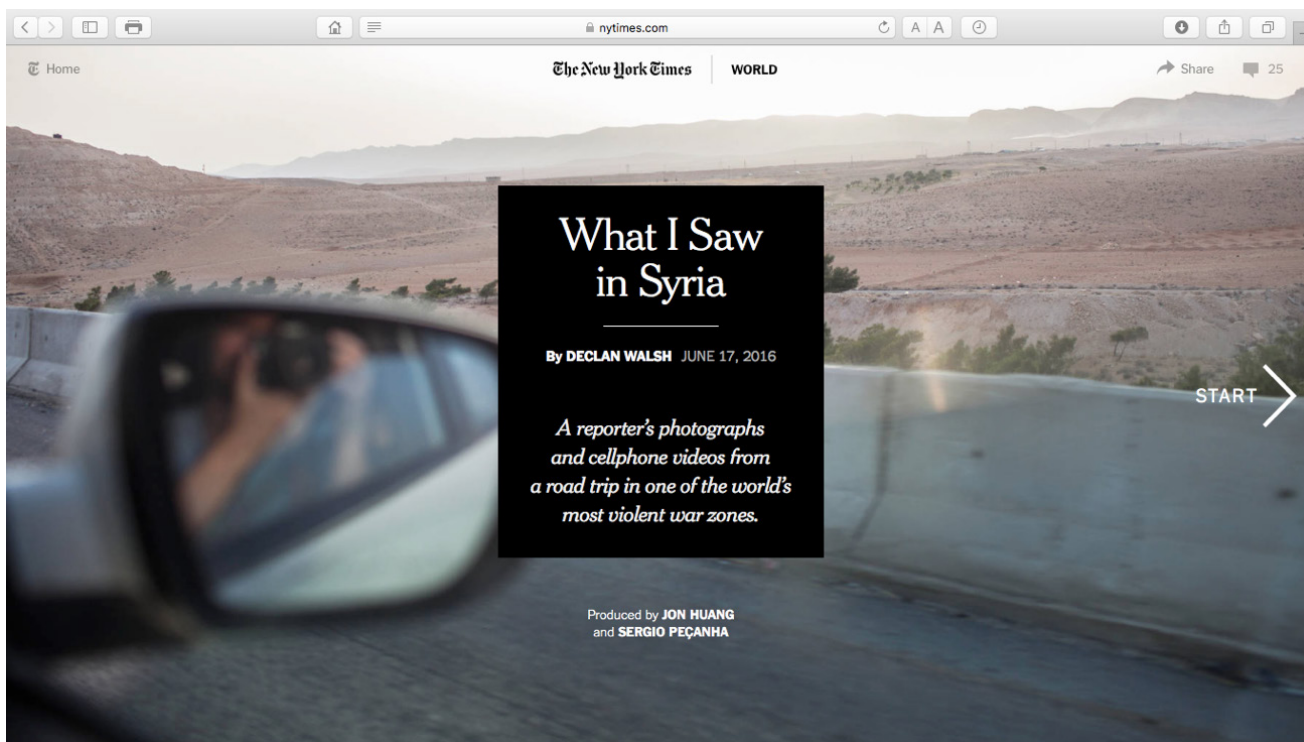 nytimes.com
A A
Home
The New York Times
WORLD
Share
25
What I Saw
in Syria
By DECLAN WALSH JUNE 17, 2016
START
A reporter's photographs
and cellphone videos from
a road trip in one of the world's
most violent war zones.
Produced by JON HUANG
and SERGIO PEÇANHA